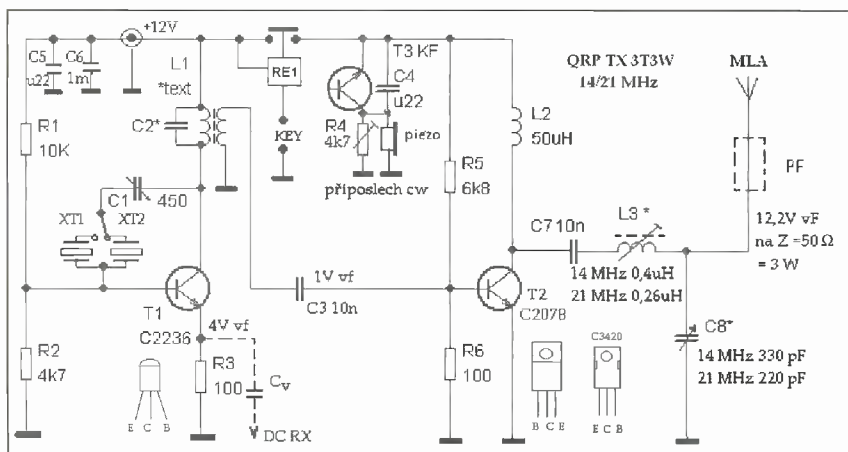 +12V
C5
u22
C6
1m
L1
*text
C2*
R1
10K
C1
450
XT1
XT2
T1
C2236
R2
4k7
4V vf
R3
100
Cv
DC RX
E C B
RE1
KEY
T3 KF
C4
u22
R4
4k7
piezo
připoslech cw
1V vf
C3 10n
R5
6k8
R6
100
L2
50uH
T2
C2078
C7 10n
L3 *
14 MHz 0,4uH
21 MHz 0,26uH
B C E
C3420
E C B
QRP TX 3T3W
14/21 MHz
MLA
PF
12,2V vF
na Z =50 Ω
= 3 W
C8*
14 MHz 330 pF
21 MHz 220 pF